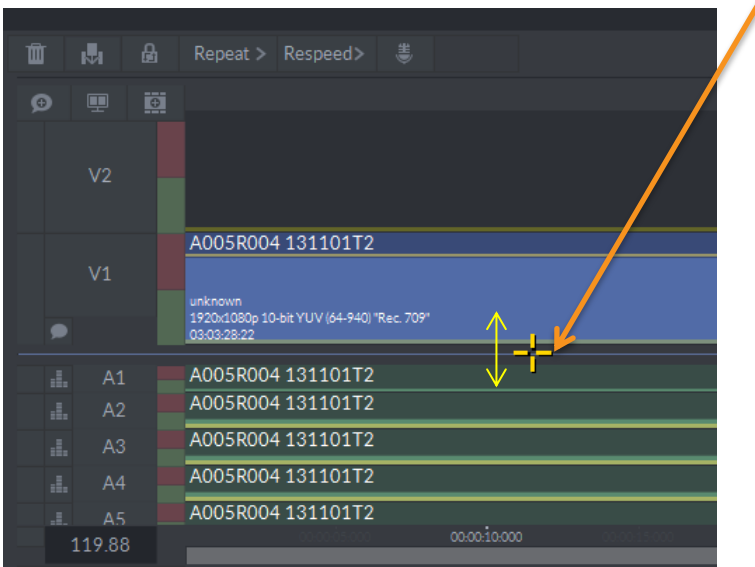 Repeat > Respeed>
V2
A005R004 131101T2
V1
unknown
1920x1080p 10-bit YUV (64-940) "Rec. 709"
03:03:28:22
A1 A005R004 131101T2
A2 A005R004 131101T2
A3 A005R004 131101T2
A4 A005R004 131101T2
A5 A005R004 131101T2
119.88 00:00:10:000